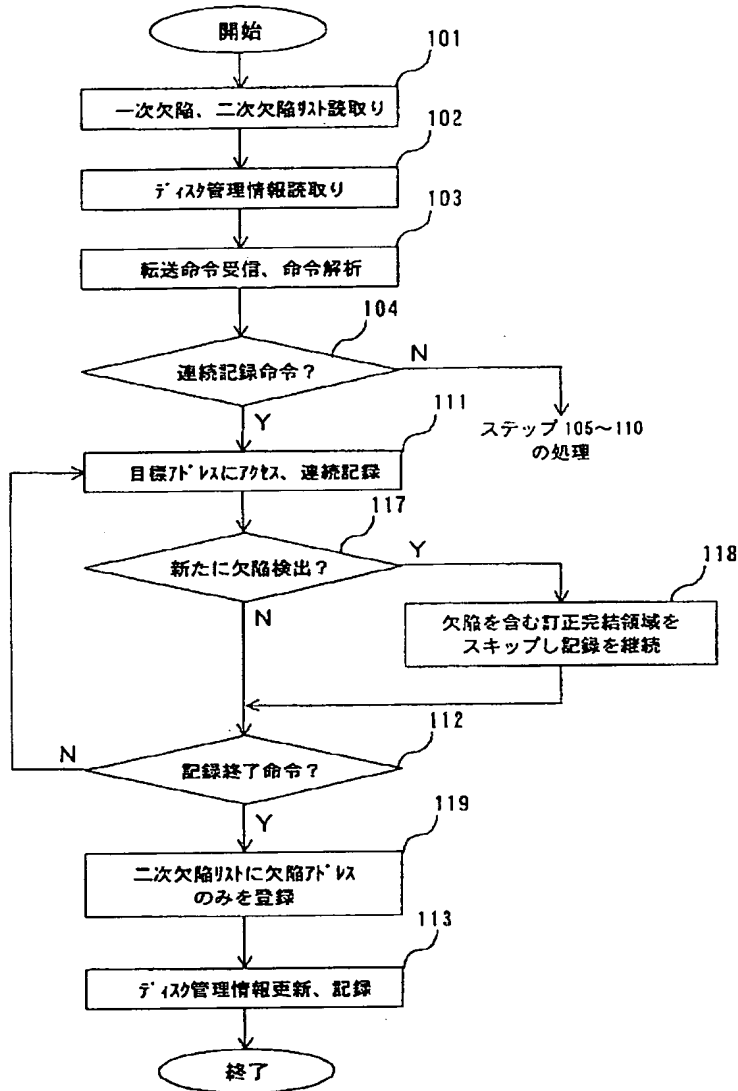 開始
101
一次欠陥、二次欠陥ﾘｽﾄ読取り
102
ﾃﾞｨｽｸ管理情報読取り
103
転送命令受信、命令解析
104
連続記録命令？
N
Y
ステップ 105～110
の処理
111
目標ｱﾄﾞﾚｽにｱｸｾｽ、連続記録
117
新たに欠陥検出？
Y
N
118
欠陥を含む訂正完結領域を
スキップし記録を継続
112
記録終了命令？
N
Y
119
二次欠陥ﾘｽﾄに欠陥ｱﾄﾞﾚｽ
のみを登録
113
ﾃﾞｨｽｸ管理情報更新、記録
終了